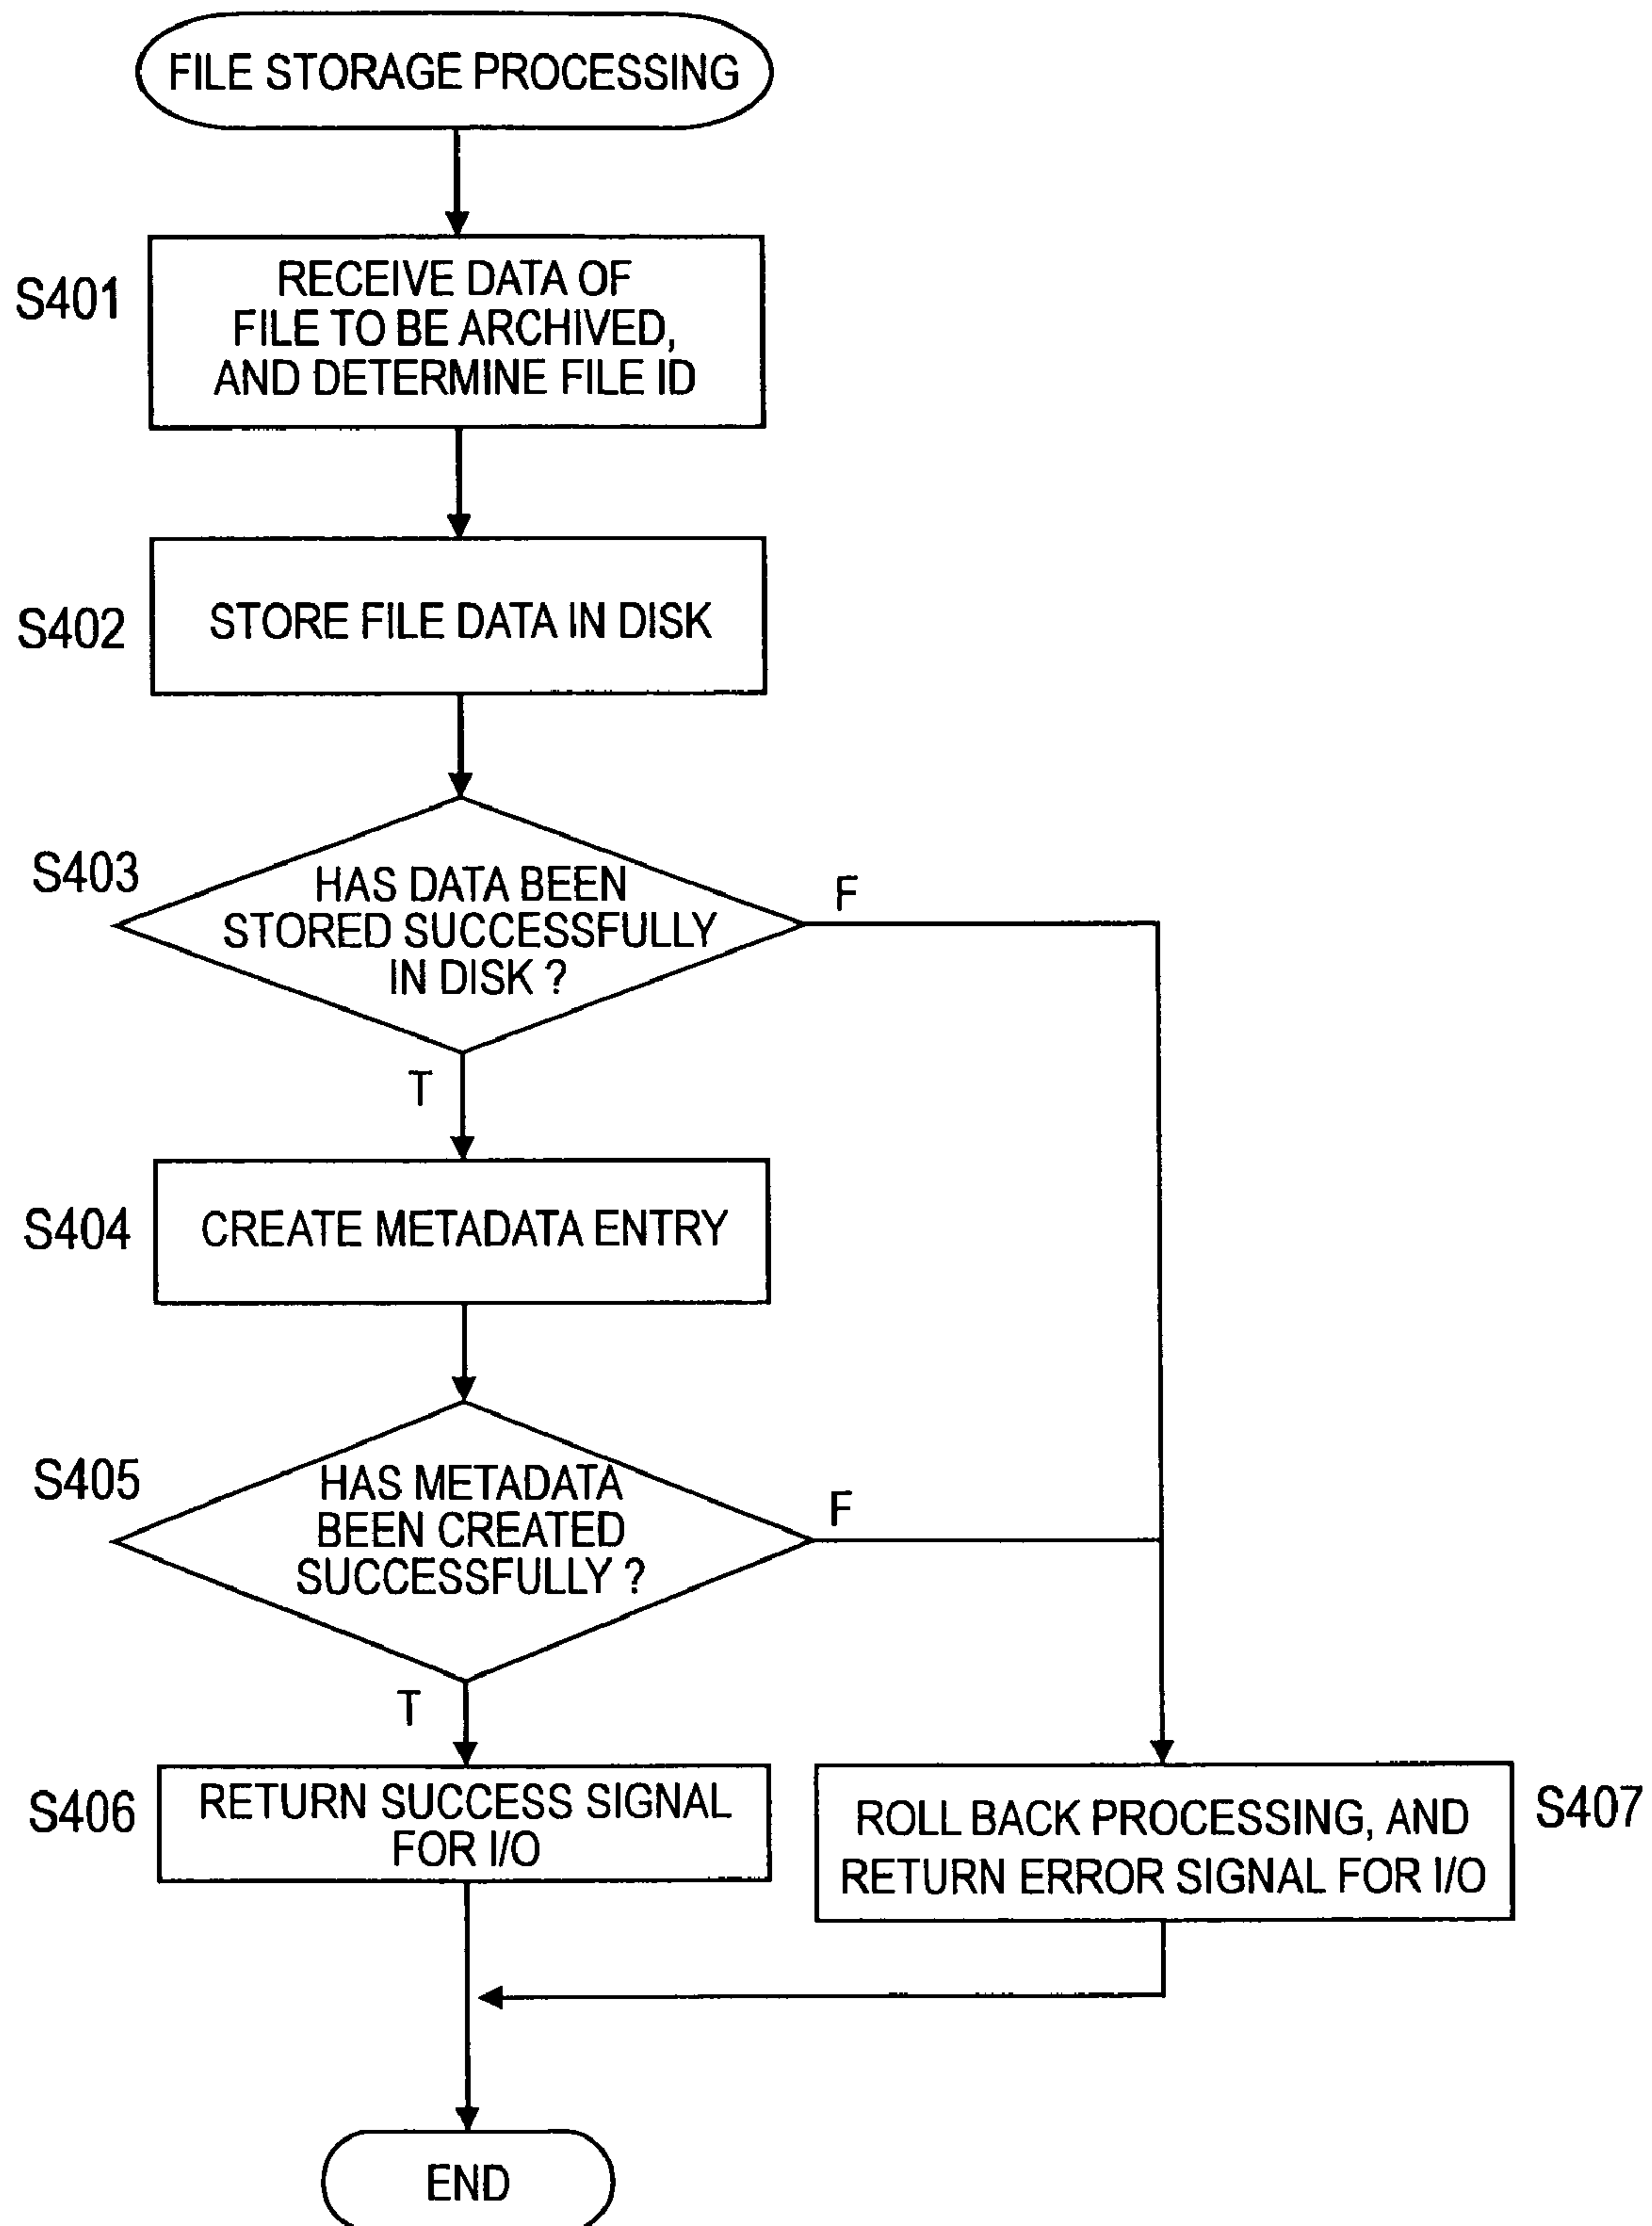 FILE STORAGE PROCESSING
S401
RECEIVE DATA OF
FILE TO BE ARCHIVED,
AND DETERMINE FILE ID
S402
STORE FILE DATA IN DISK
S403
HAS DATA BEEN
STORED SUCCESSFULLY
IN DISK ?
F
T
S404
CREATE METADATA ENTRY
S405
HAS METADATA
BEEN CREATED
SUCCESSFULLY ?
F
T
S406
RETURN SUCCESS SIGNAL
FOR I/O
ROLL BACK PROCESSING, AND
RETURN ERROR SIGNAL FOR I/O
S407
END